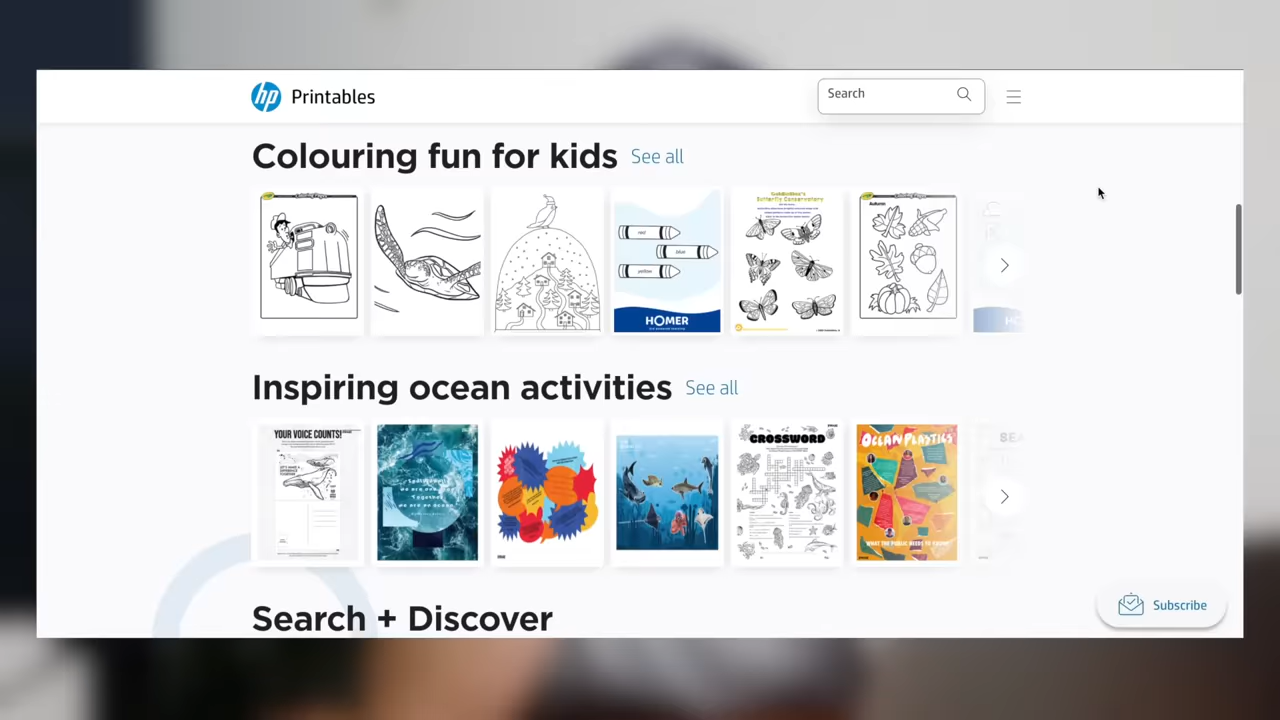 hp Printables
Search
Colouring fun for kids See all
Autumn
red
blue
yellow
HOMER
Butterfly Conservatory
Inspiring ocean activities See all
YOUR VOICE COUNTS!
CROSSWORD
OCEAN PLASTICS
WHAT THE PUBLIC NEEDS TO KNOW!
BEA
Search + Discover
Subscribe